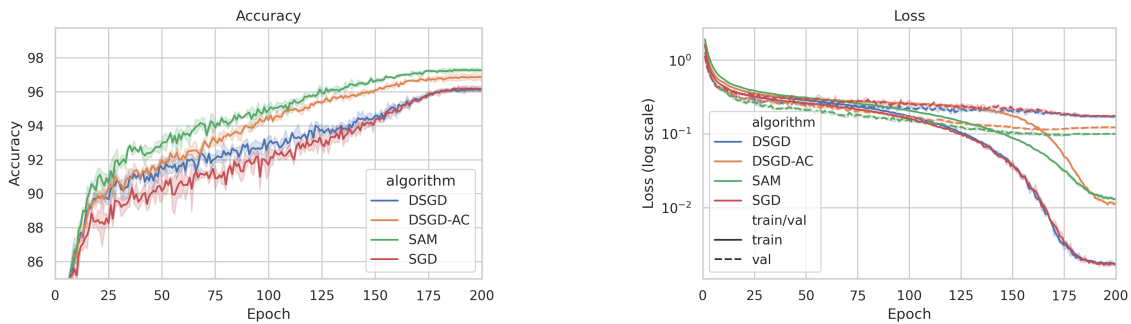 Accuracy
98
96
94
92
90
88
86
Accuracy
algorithm
DSGD
DSGD-AC
SAM
SGD
0 25 50 75 100 125 150 175 200
Epoch
Loss
10⁰
10⁻¹
10⁻²
Loss (log scale)
algorithm
DSGD
DSGD-AC
SAM
SGD
train/val
train
val
0 25 50 75 100 125 150 175 200
Epoch